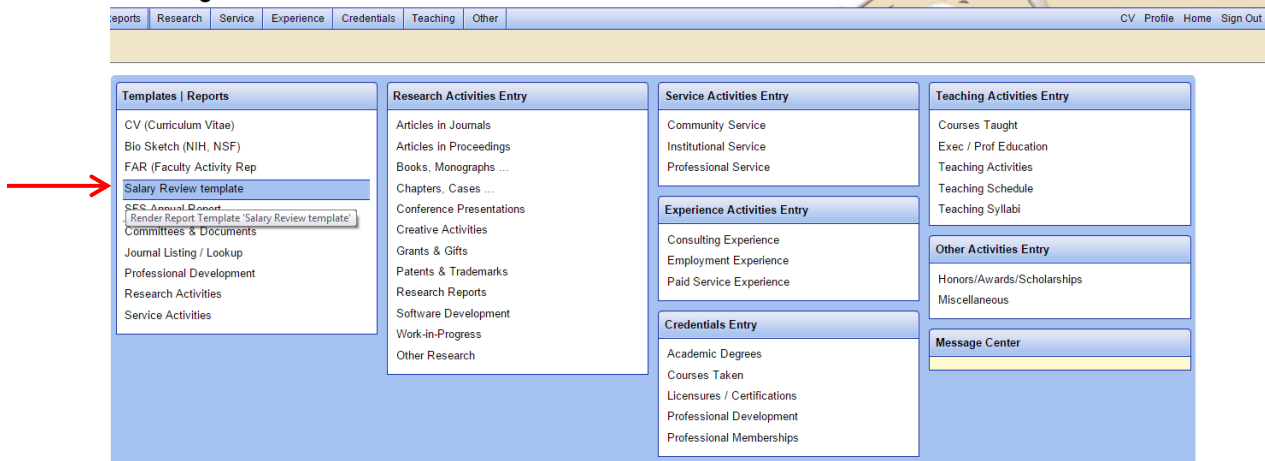 eports Research Service Experience Credentials Teaching Other CV Profile Home Sign Out
Templates | Reports
CV (Curriculum Vitae)
Bio Sketch (NIH, NSF)
FAR (Faculty Activity Rep
Salary Review template
SFS Annual Report
Render Report Template 'Salary Review template'
Committees & Documents
Journal Listing / Lookup
Professional Development
Research Activities
Service Activities
Research Activities Entry
Articles in Journals
Articles in Proceedings
Books, Monographs ...
Chapters, Cases ...
Conference Presentations
Creative Activities
Grants & Gifts
Patents & Trademarks
Research Reports
Software Development
Work-in-Progress
Other Research
Service Activities Entry
Community Service
Institutional Service
Professional Service
Experience Activities Entry
Consulting Experience
Employment Experience
Paid Service Experience
Credentials Entry
Academic Degrees
Courses Taken
Licensures / Certifications
Professional Development
Professional Memberships
Teaching Activities Entry
Courses Taught
Exec / Prof Education
Teaching Activities
Teaching Schedule
Teaching Syllabi
Other Activities Entry
Honors/Awards/Scholarships
Miscellaneous
Message Center